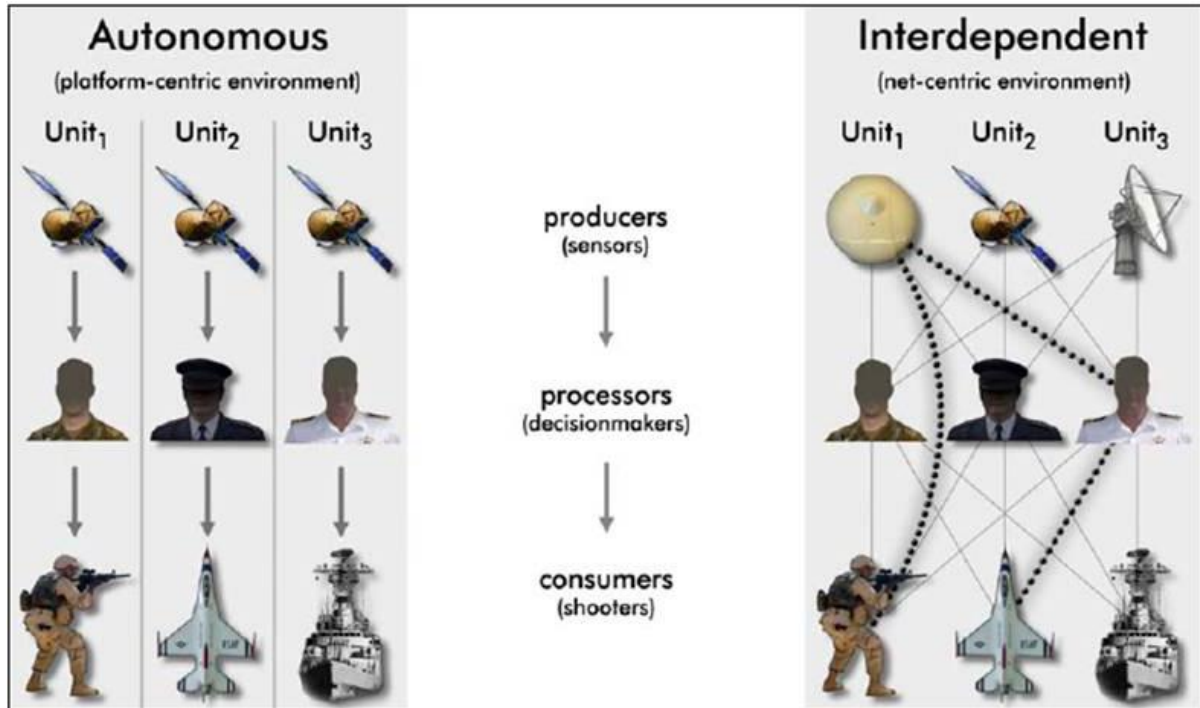 Autonomous
(platform-centric environment)
Unit₁
Unit₂
Unit₃
producers
(sensors)
processors
(decisionmakers)
consumers
(shooters)
Interdependent
(net-centric environment)
Unit₁
Unit₂
Unit₃